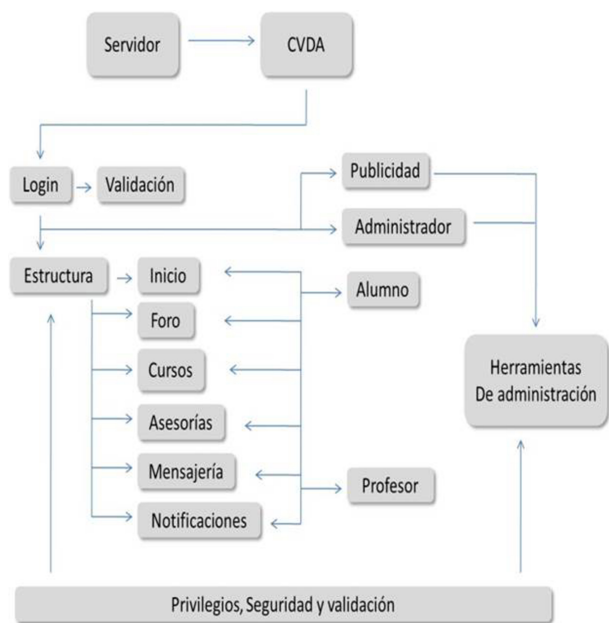 Servidor
CVDA
Login
Validación
Publicidad
Administrador
Estructura
Inicio
Alumno
Foro
Cursos
Herramientas
De administración
Asesorías
Mensajería
Profesor
Notificaciones
Privilegios, Seguridad y validación